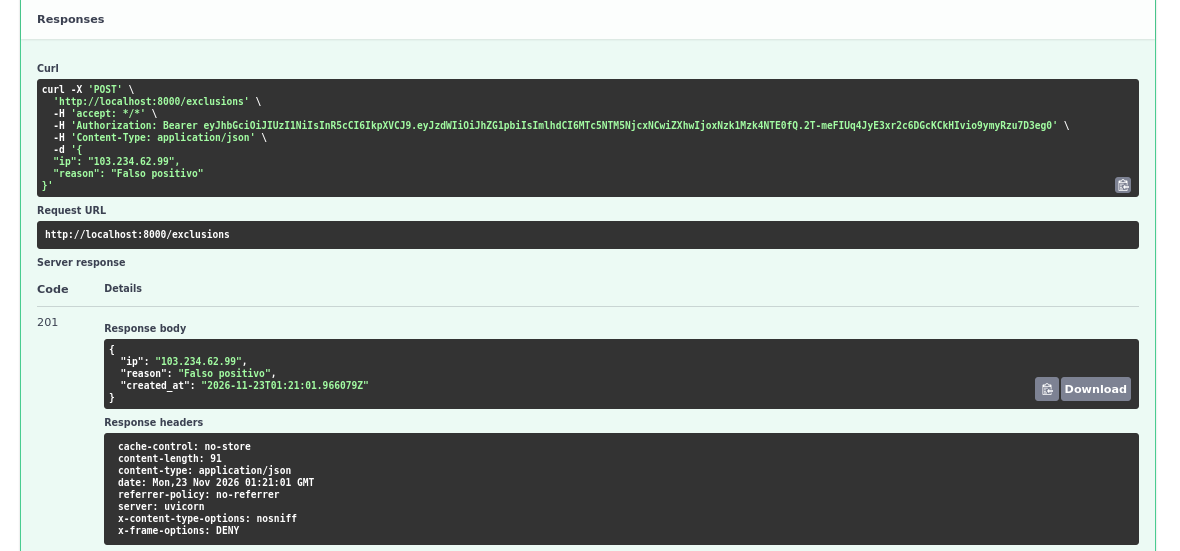 Responses
Curl
curl -X 'POST' \
'http://localhost:8000/exclusions' \
-H 'accept: */*' \
-H 'Authorization: Bearer eyJhbGciOiJIUzI1NiIsInR5cCI6IkpXVCJ9.eyJzdWIiOiJhZG1pbiIsImlhdCI6MTc5NTM5NjcxNCwiZXhwIjoxNzk1Mzk4NTE0fQ.2T-meFIUq4JyE3xr2c6DGcKCkHIvio9ymyRzu7D3eg0' \
-H 'Content-Type: application/json' \
-d '{
"ip": "103.234.62.99",
"reason": "Falso positivo"
}'
Request URL
http://localhost:8000/exclusions
Server response
Code Details
201
Response body
{
"ip": "103.234.62.99",
"reason": "Falso positivo",
"created_at": "2026-11-23T01:21:01.966079Z"
}
Download
Response headers
cache-control: no-store
content-length: 91
content-type: application/json
date: Mon,23 Nov 2026 01:21:01 GMT
referrer-policy: no-referrer
server: uvicorn
x-content-type-options: nosniff
x-frame-options: DENY